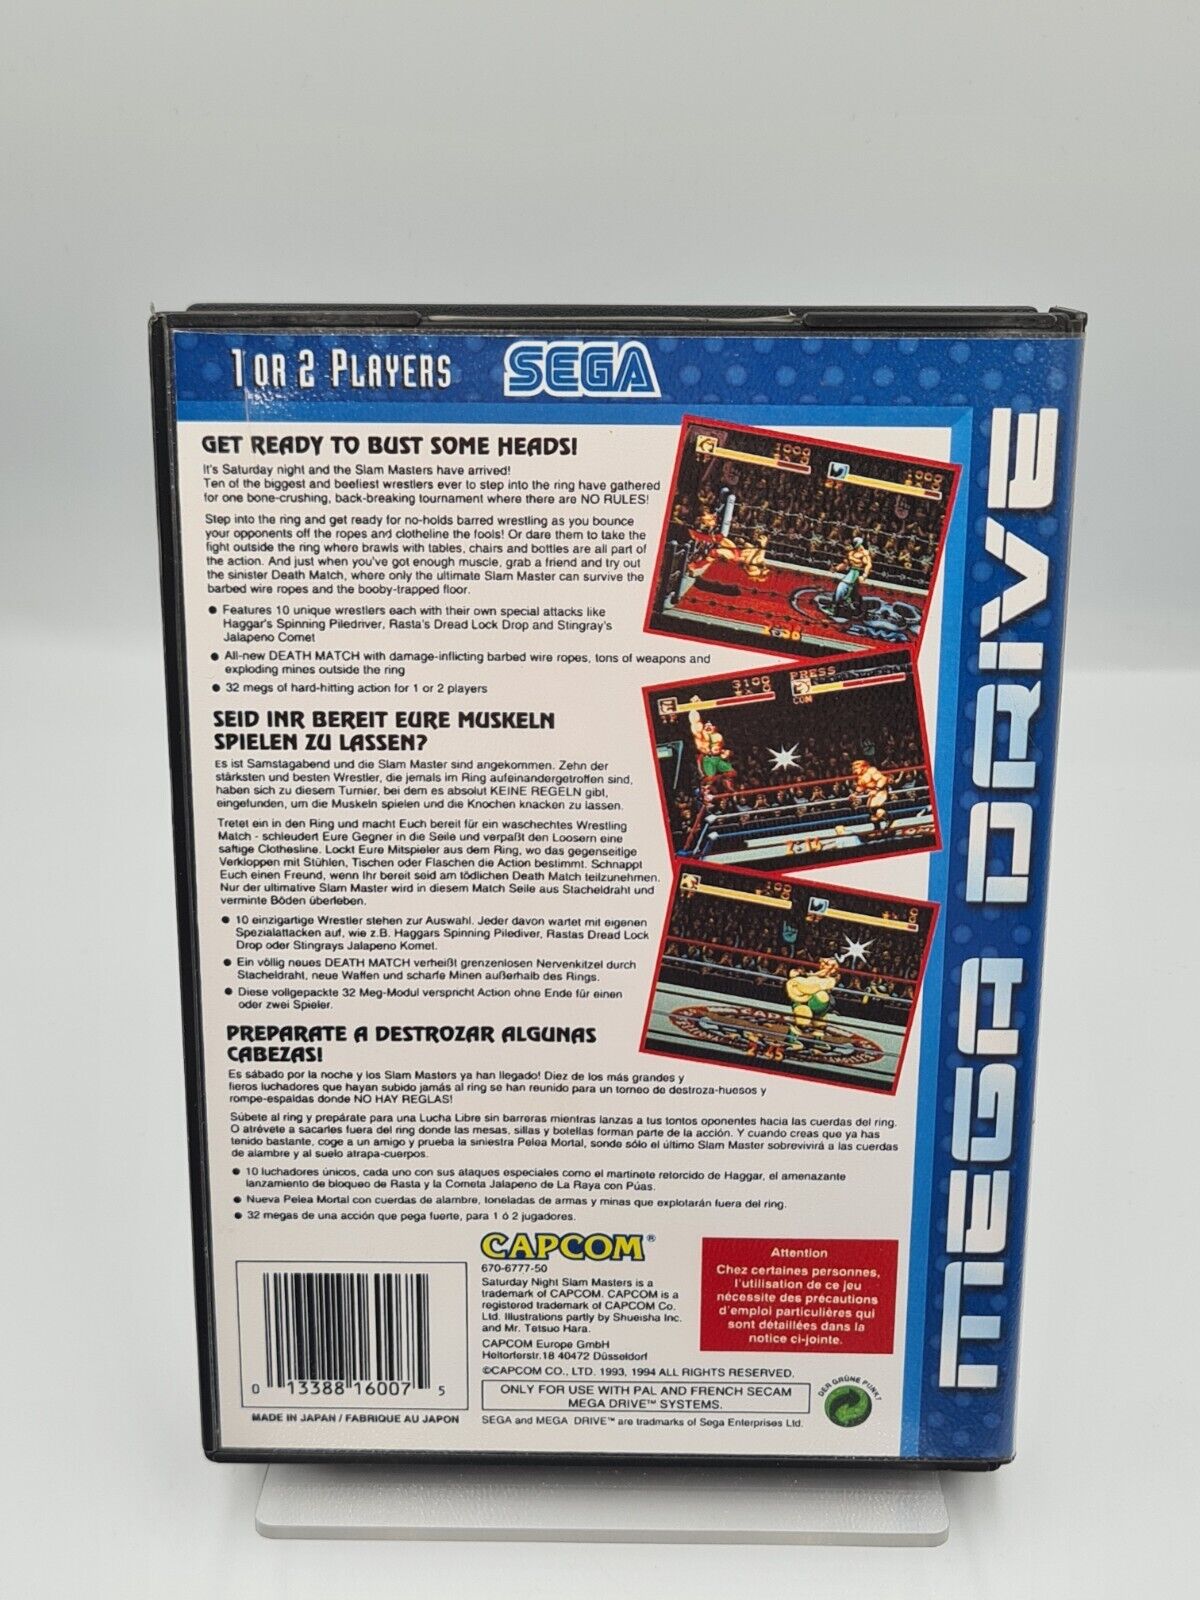 1 OR 2 PLAYERS
SEGA
GET READY TO BUST SOME HEADS!
It's Saturday night and the Slam Masters have arrived!
Ten of the biggest and beefiest wrestlers ever to step into the ring have gathered
for one bone-crushing, back-breaking tournament where there are NO RULES!
Step into the ring and get ready for no-holds barred wrestling as you bounce
your opponents off the ropes and clotheline the fools! Or dare them to take the
fight outside the ring where brawls with tables, chairs and bottles are all part of
the action. And just when you've got enough muscle, grab a friend and try out
the sinister Death Match, where only the ultimate Slam Master can survive the
barbed wire ropes and the booby-trapped floor.
• Features 10 unique wrestlers each with their own special attacks like
Haggar's Spinning Piledriver, Rasta's Dread Lock Drop and Stingray's
Jalapeno Comet
• All-new DEATH MATCH with damage-inflicting barbed wire ropes, tons of weapons and
exploding mines outside the ring
• 32 megs of hard-hitting action for 1 or 2 players
SEID IHR BEREIT EURE MUSKELN
SPIELEN ZU LASSEN?
Es ist Samstagabend und die Slam Master sind angekommen. Zehn der
stärksten und besten Wrestler, die jemals im Ring aufeinandergetroffen sind,
haben sich zu diesem Turnier, bei dem es absolut KEINE REGELN gibt,
eingefunden, um die Muskeln spielen und die Knochen knacken zu lassen.
Tretet ein in den Ring und macht Euch bereit für ein waschechtes Wrestling
Match - schleudert Eure Gegner in die Seile und verpaßt den Loosern eine
saftige Clothesline. Lockt Eure Mitspieler aus dem Ring, wo das gegenseitige
Verkloppen mit Stühlen, Tischen oder Flaschen die Action bestimmt. Schnappt
Euch einen Freund, wenn Ihr bereit seid am tödlichen Death Match teilzunehmen.
Nur der ultimative Slam Master wird in diesem Match Seile aus Stacheldraht und
verminte Böden überleben.
• 10 einzigartige Wrestler stehen zur Auswahl. Jeder davon wartet mit eigenen
Spezialattacken auf, wie z.B. Haggars Spinning Pilediver, Rastas Dread Lock
Drop oder Stingrays Jalapeno Komet.
• Ein völlig neues DEATH MATCH verheißt grenzenlosen Nervenkitzel durch
Stacheldraht, neue Waffen und scharfe Minen außerhalb des Rings.
• Diese vollgepackte 32 Meg-Modul verspricht Action ohne Ende für einen
oder zwei Spieler.
PREPARATE A DESTROZAR ALGUNAS
CABEZAS!
Es sábado por la noche y los Slam Masters ya han llegado! Diez de los más grandes y
fieros luchadores que hayan subido jamás al ring se han reunido para un torneo de destroza-huesos y
rompe-espaldas donde NO HAY REGLAS!
Súbete al ring y prepárate para una Lucha Libre sin barreras mientras lanzas a tus tontos oponentes hacia las cuerdas del ring.
O atrévete a sacarles fuera del ring donde las mesas, sillas y botellas forman parte de la acción. Y cuando creas que ya has
tenido bastante, coge a un amigo y prueba la siniestra Pelea Mortal, sonde sólo el último Slam Master sobrevivirá a las cuerdas
de alambre y al suelo atrapa-cuerpos.
• 10 luchadores únicos, cada uno con sus ataques especiales como el martinete retorcido de Haggar, el amenazante
lanzamiento de bloqueo de Rasta y la Cometa Jalapeno de La Raya con Púas.
• Nueva Pelea Mortal con cuerdas de alambre, toneladas de armas y minas que explotarán fuera del ring.
• 32 megas de una acción que pega fuerte, para 1 ó 2 jugadores.
CAPCOM®
670-6777-50
Saturday Night Slam Masters is a
trademark of CAPCOM. CAPCOM is a
registered trademark of CAPCOM Co.
Ltd. Illustrations partly by Shueisha Inc.
and Mr. Tetsuo Hara.
CAPCOM Europe GmbH
Heltorferstr.18 40472 Düsseldorf
©CAPCOM CO., LTD. 1993, 1994 ALL RIGHTS RESERVED.
ONLY FOR USE WITH PAL AND FRENCH SECAM
MEGA DRIVE™ SYSTEMS.
SEGA and MEGA DRIVE™ are trademarks of Sega Enterprises Ltd.
0 13388 16007 5
MADE IN JAPAN / FABRIQUE AU JAPON
Attention
Chez certaines personnes,
l'utilisation de ce jeu
nécessite des précautions
d'emploi particulières qui
sont détaillées dans la
notice ci-jointe.
DER GRÜNE PUNKT
MEGA DRIVE
3100
PRESS
COM
2:45